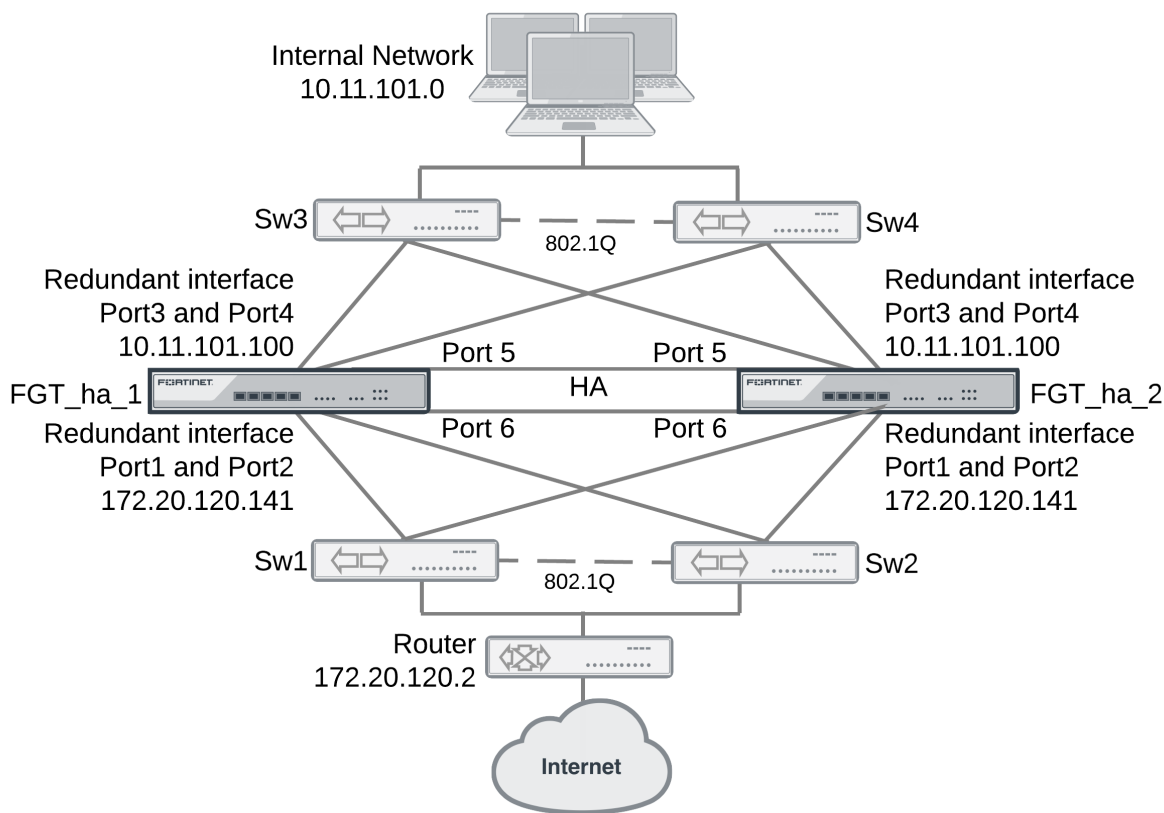 Internal Network
10.11.101.0
Sw3
802.1Q
Sw4
Redundant interface
Port3 and Port4
10.11.101.100
Redundant interface
Port3 and Port4
10.11.101.100
Port 5
Port 5
FGT_ha_1
FORTINET
HA
FORTINET
FGT_ha_2
Port 6
Port 6
Redundant interface
Port1 and Port2
172.20.120.141
Redundant interface
Port1 and Port2
172.20.120.141
Sw1
802.1Q
Sw2
Router
172.20.120.2
Internet